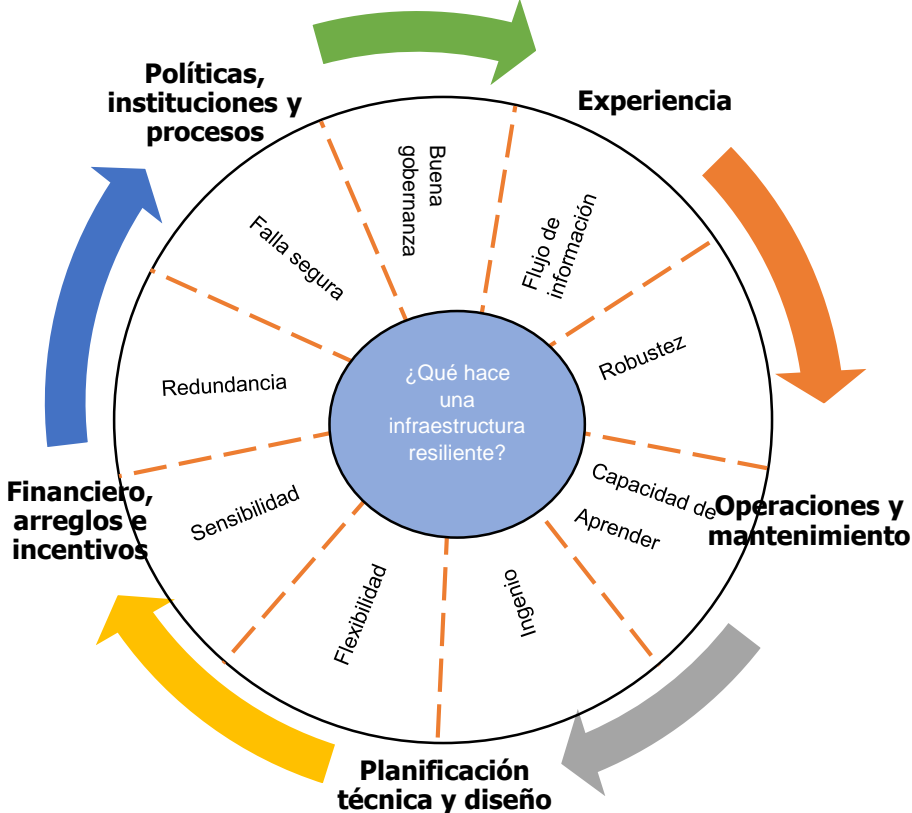 Políticas,
instituciones y
procesos
Experiencia
Buena
gobernanza
Flujo de
información
Falla segura
Robustez
Redundancia
¿Qué hace
una
infraestructura
resiliente?
Capacidad de
Aprender
Sensibilidad
Ingenio
Flexibilidad
Financiero,
arreglos e
incentivos
Operaciones y
mantenimiento
Planificación
técnica y diseño